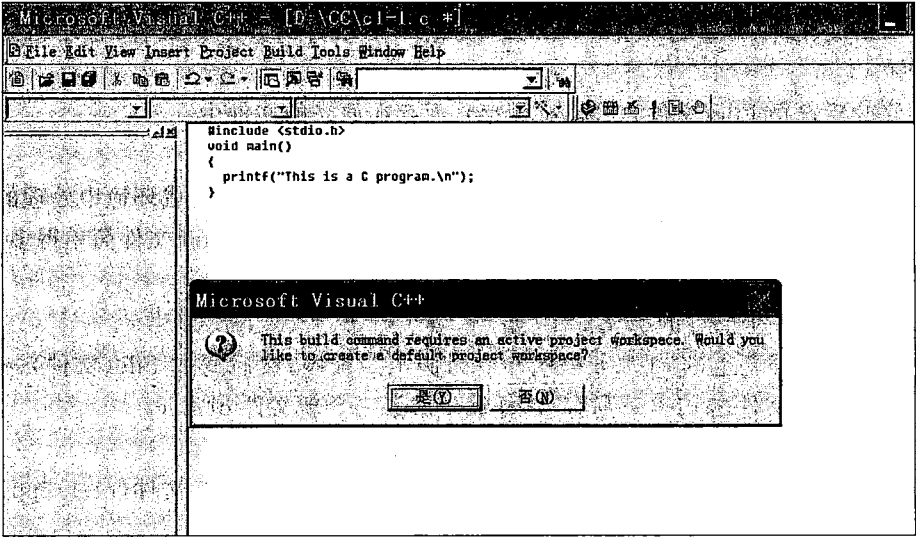 Microsoft Visual C++ - [D:\CC\c1-1.c *]
File Edit View Insert Project Build Tools Window Help
#include <stdio.h>
void main()
{
printf("This is a C program.\n");
}
Microsoft Visual C++
This build command requires an active project workspace. Would you
like to create a default project workspace?
是(Y) 否(N)